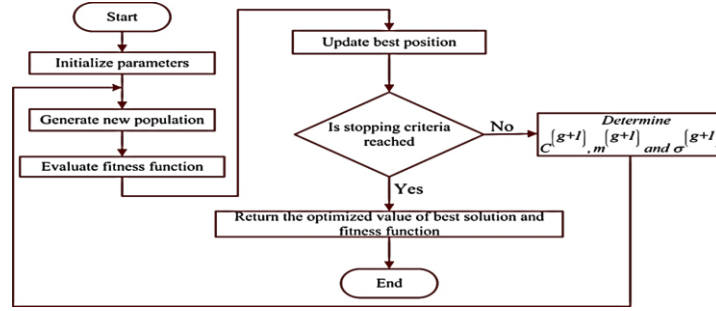 Start
Initialize parameters
Generate new population
Evaluate fitness function
Update best position
Is stopping criteria
reached
No
Determine
C^(g+1), m^(g+1) and σ^(g+1)
Yes
Return the optimized value of best solution and
fitness function
End